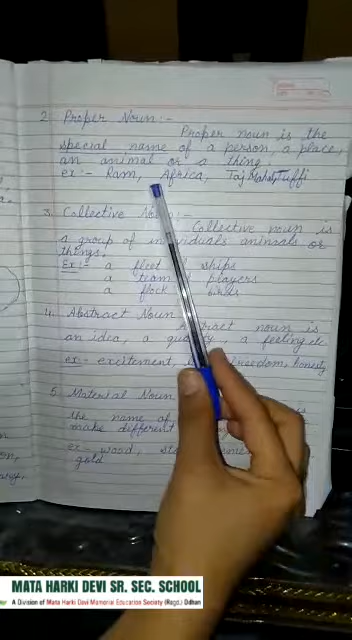 2. Proper Noun:-
Proper noun is the
special name of a person, a place,
an animal or a thing.
ex:- Ram, Africa, Taj Mahal, Tuffi
3. Collective Noun:-
Collective noun is
a group of individuals animals or
things.
Ex:- a fleet ships
a team players
a flock birds
4. Abstract Noun
noun is
an idea, a a feeling etc
ex:- excitement, freedom, honesty
5. Material Noun
is
the name of
make different
ex wood,
gold
MATA HARKI DEVI SR. SEC. SCHOOL
A Division of Mata Harki Devi Memorial Education Society (Regd.) Odhan